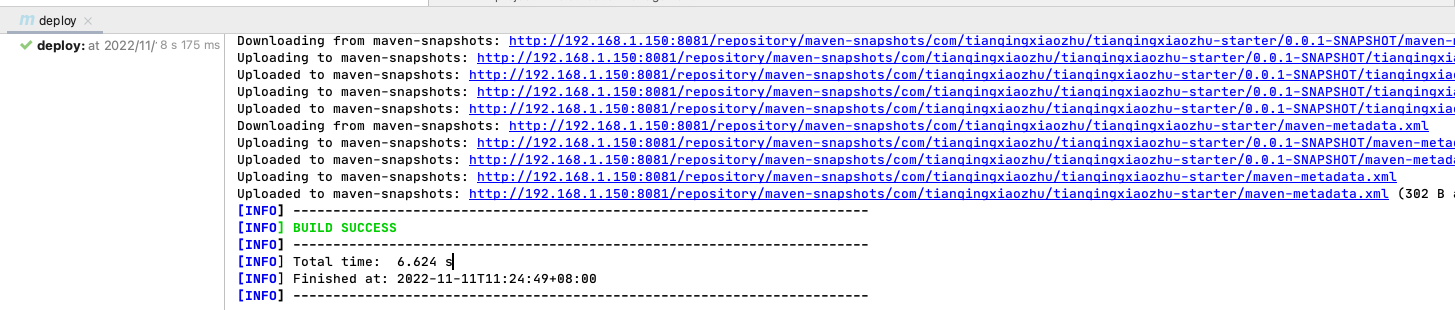 deploy
deploy: at 2022/11/ 8 s 175 ms
Downloading from maven-snapshots: http://192.168.1.150:8081/repository/maven-snapshots/com/tianqingxiaozhu/tianqingxiaozhu-starter/0.0.1-SNAPSHOT/maven-
Uploading to maven-snapshots: http://192.168.1.150:8081/repository/maven-snapshots/com/tianqingxiaozhu/tianqingxiaozhu-starter/0.0.1-SNAPSHOT/tianqingxi
Uploaded to maven-snapshots: http://192.168.1.150:8081/repository/maven-snapshots/com/tianqingxiaozhu/tianqingxiaozhu-starter/0.0.1-SNAPSHOT/tianqingxia
Uploading to maven-snapshots: http://192.168.1.150:8081/repository/maven-snapshots/com/tianqingxiaozhu/tianqingxiaozhu-starter/0.0.1-SNAPSHOT/tianqingxi
Uploaded to maven-snapshots: http://192.168.1.150:8081/repository/maven-snapshots/com/tianqingxiaozhu/tianqingxiaozhu-starter/0.0.1-SNAPSHOT/tianqingxia
Downloading from maven-snapshots: http://192.168.1.150:8081/repository/maven-snapshots/com/tianqingxiaozhu/tianqingxiaozhu-starter/maven-metadata.xml
Uploading to maven-snapshots: http://192.168.1.150:8081/repository/maven-snapshots/com/tianqingxiaozhu/tianqingxiaozhu-starter/0.0.1-SNAPSHOT/maven-meta
Uploaded to maven-snapshots: http://192.168.1.150:8081/repository/maven-snapshots/com/tianqingxiaozhu/tianqingxiaozhu-starter/0.0.1-SNAPSHOT/maven-metad
Uploading to maven-snapshots: http://192.168.1.150:8081/repository/maven-snapshots/com/tianqingxiaozhu/tianqingxiaozhu-starter/maven-metadata.xml
Uploaded to maven-snapshots: http://192.168.1.150:8081/repository/maven-snapshots/com/tianqingxiaozhu/tianqingxiaozhu-starter/maven-metadata.xml (302 B a
[INFO] ------------------------------------------------------------------------
[INFO] BUILD SUCCESS
[INFO] ------------------------------------------------------------------------
[INFO] Total time:  6.624 s
[INFO] Finished at: 2022-11-11T11:24:49+08:00
[INFO] ------------------------------------------------------------------------